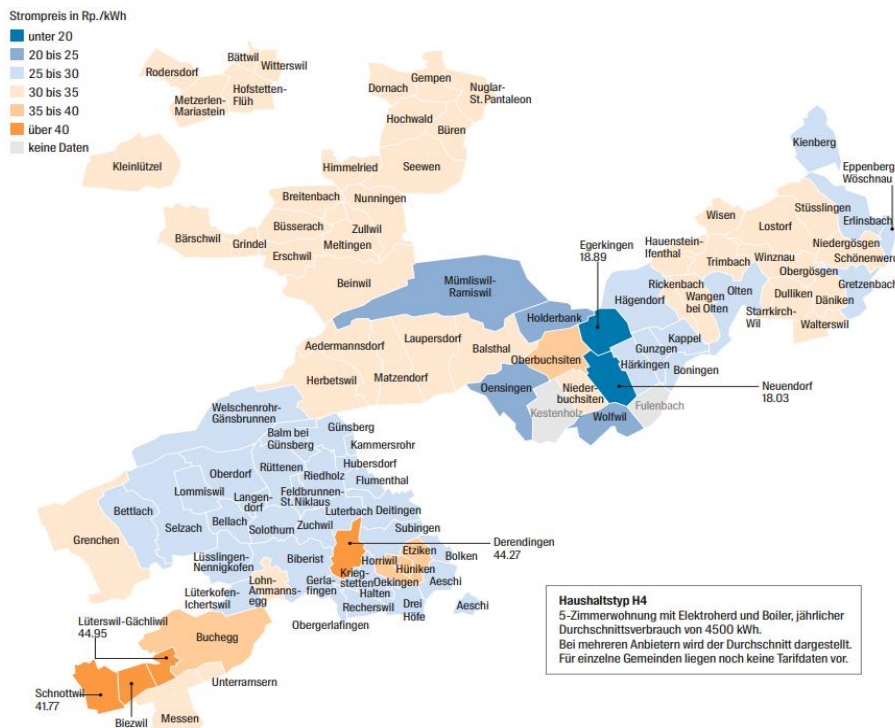 Strompreis in Rp./kWh
unter 20
20 bis 25
25 bis 30
30 bis 35
35 bis 40
über 40
keine Daten
Rodersdorf
Bättwil
Witterswil
Metzerlen-
Mariastein
Hofstetten-
Flüh
Kleinlützel
Dornach
Gempen
Nuglar-
St. Pantaleon
Hochwald
Büren
Himmelried
Seewen
Breitenbach
Nunningen
Bärschwil
Grindel
Büsserach
Zullwil
Meltingen
Erschwil
Beinwil
Kienberg
Eppenberg-
Wöschnau
Stüsslingen
Erlinsbach
Wisen
Lostorf
Egerkingen
18.89
Hauenstein-
Ifenthal
Niedergösgen
Trimbach
Winznau
Schönenwerd
Obergösgen
Mümliswil-
Ramiswil
Rickenbach
Olten
Gretzenbach
Hägendorf
Wangen
bei Olten
Dulliken
Däniken
Starrkirch-
Wil
Walterswil
Holderbank
Kappel
Gunzgen
Aedermannsdorf
Laupersdorf
Balsthal
Oberbuchsiten
Härkingen
Boningen
Herbetswil
Matzendorf
Oensingen
Nieder-
buchsiten
Neuendorf
18.03
Kestenholz
Fulenbach
Wolfwil
Welschenrohr-
Gänsbrunnen
Günsberg
Balm bei
Günsberg
Kammersrohr
Hubersdorf
Oberdorf
Rüttenen
Riedholz
Flumenthal
Lommiswil
Langen-
dorf
Feldbrunnen-
St. Niklaus
Bettlach
Selzach
Bellach
Solothurn
Zuchwil
Luterbach
Deitingen
Subingen
Grenchen
Derendingen
44.27
Lüsslingen-
Nennigkofen
Biberist
Etziken
Bolken
Horriwil
Hüniken
Lohn-
Ammanns-
egg
Gerla-
fingen
Krieg-
stetten
Oekingen
Aeschi
Lüterkofen-
Ichertswil
Halten
Recherswil
Drei
Höfe
Aeschi
Obergerlafingen
Lüterswil-Gächliwil
44.95
Buchegg
Schnottwil
41.77
Unterramsern
Biezwil
Messen
Haushaltstyp H4
5-Zimmerwohnung mit Elektroherd und Boiler, jährlicher
Durchschnittsverbrauch von 4500 kWh.
Bei mehreren Anbietern wird der Durchschnitt dargestellt.
Für einzelne Gemeinden liegen noch keine Tarifdaten vor.